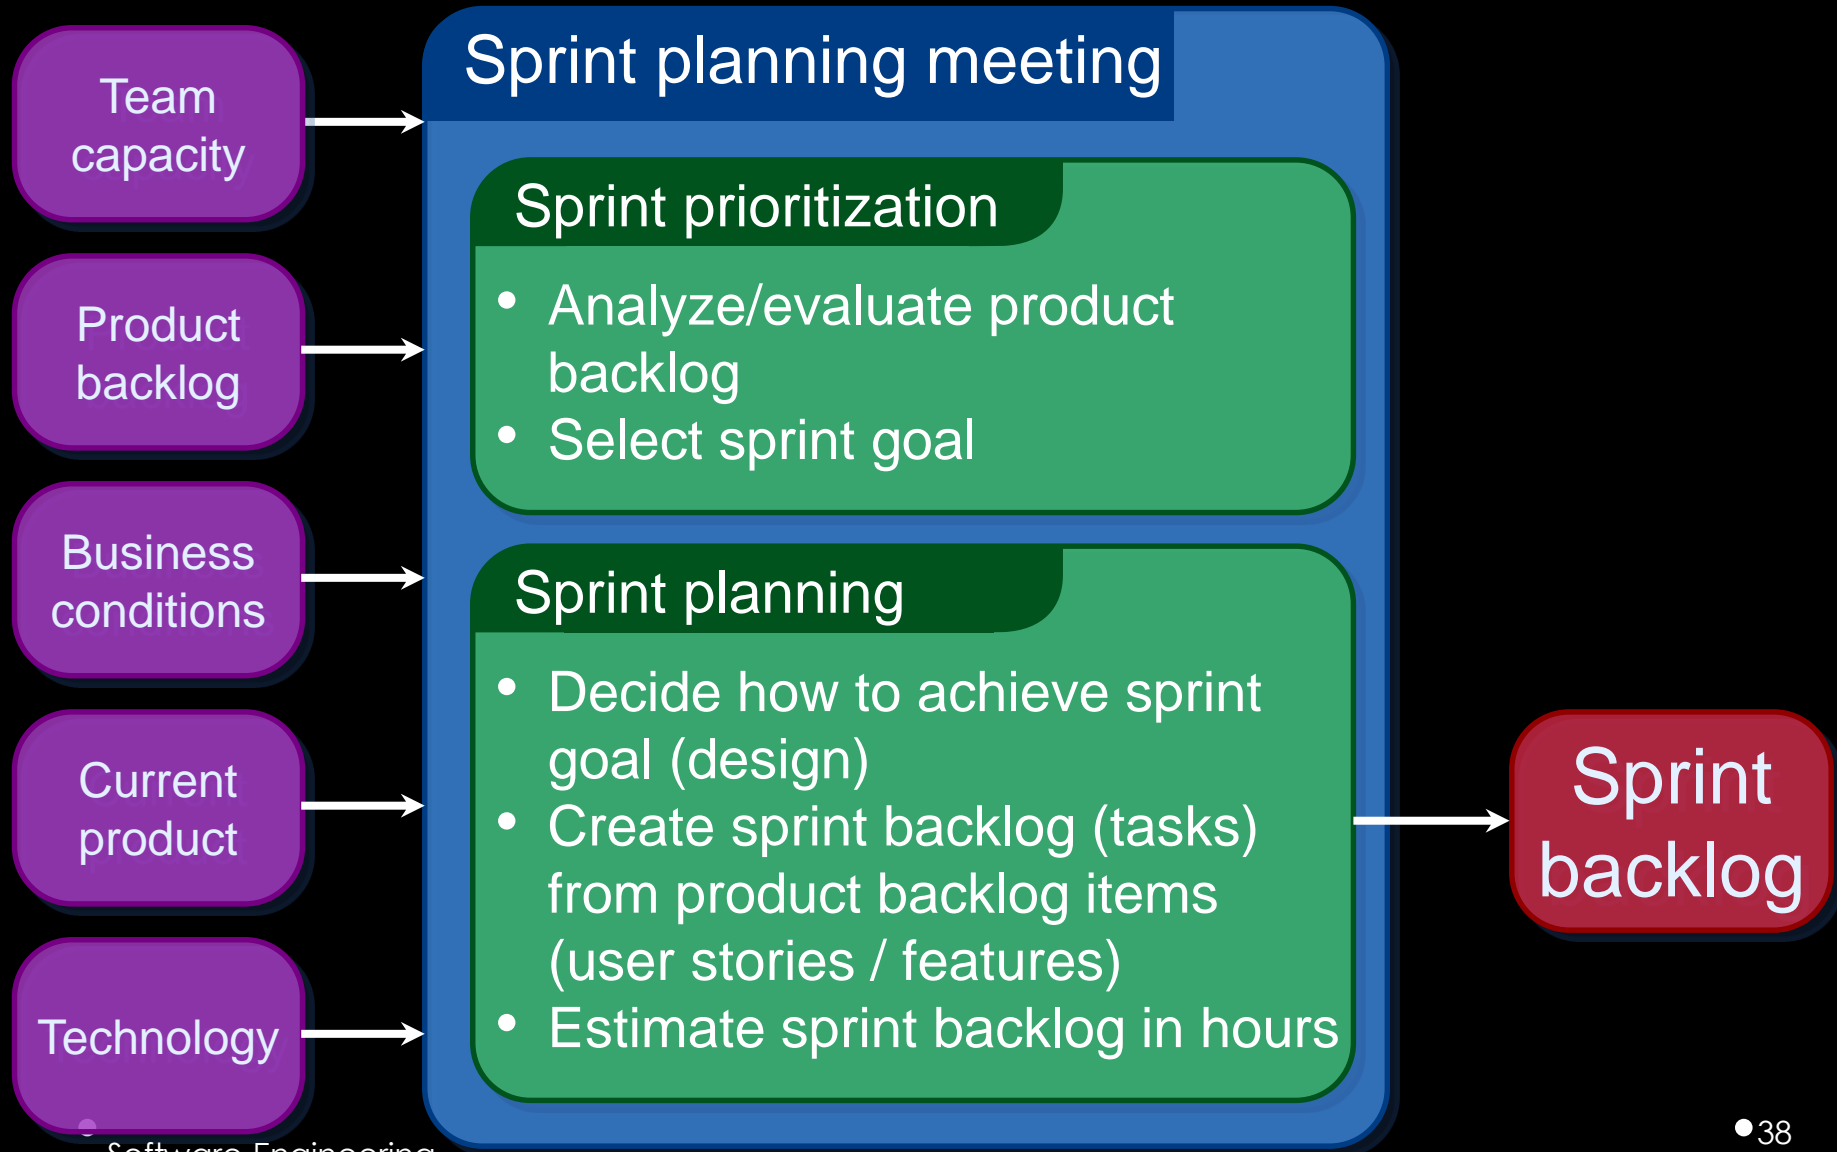 Team
capacity
Product
backlog
Business
conditions
Current
product
Technology
Sprint planning meeting
Sprint prioritization
• Analyze/evaluate product
backlog
• Select sprint goal
Sprint planning
• Decide how to achieve sprint
goal (design)
• Create sprint backlog (tasks)
from product backlog items
(user stories / features)
• Estimate sprint backlog in hours
Sprint
backlog
Software Engineering
•38